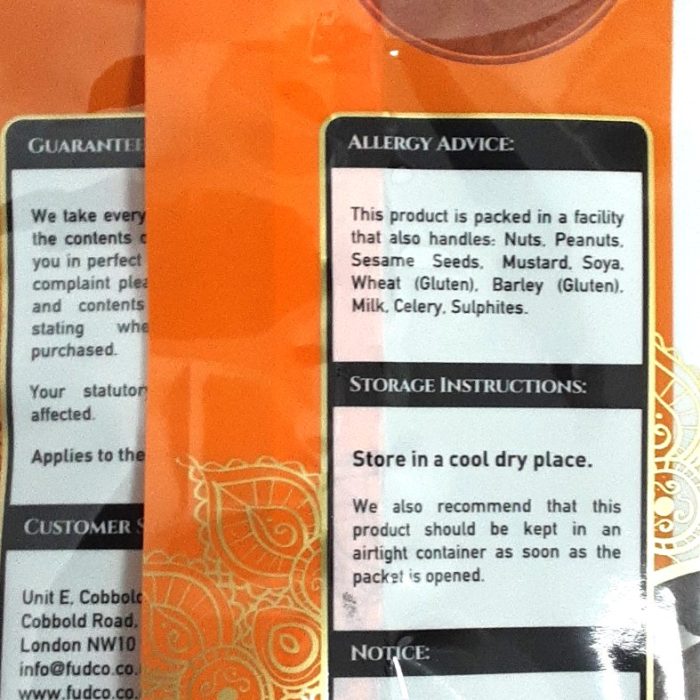 GUARANTEE
We take every
the contents
you in perfect
complaint
and contents
stating
purchased.
Your statutory
affected.
Applies to the
CUSTOMER
Unit E, Cobbold
Cobbold Road,
London NW10
info@fudco.co.
www.fudco.co.
ALLERGY ADVICE:
This product is packed in a facility
that also handles: Nuts, Peanuts,
Sesame Seeds, Mustard, Soya,
Wheat (Gluten), Barley (Gluten),
Milk, Celery, Sulphites.
STORAGE INSTRUCTIONS:
Store in a cool dry place.
We also recommend that this
product should be kept in an
airtight container as soon as the
packet is opened.
NOTICE: